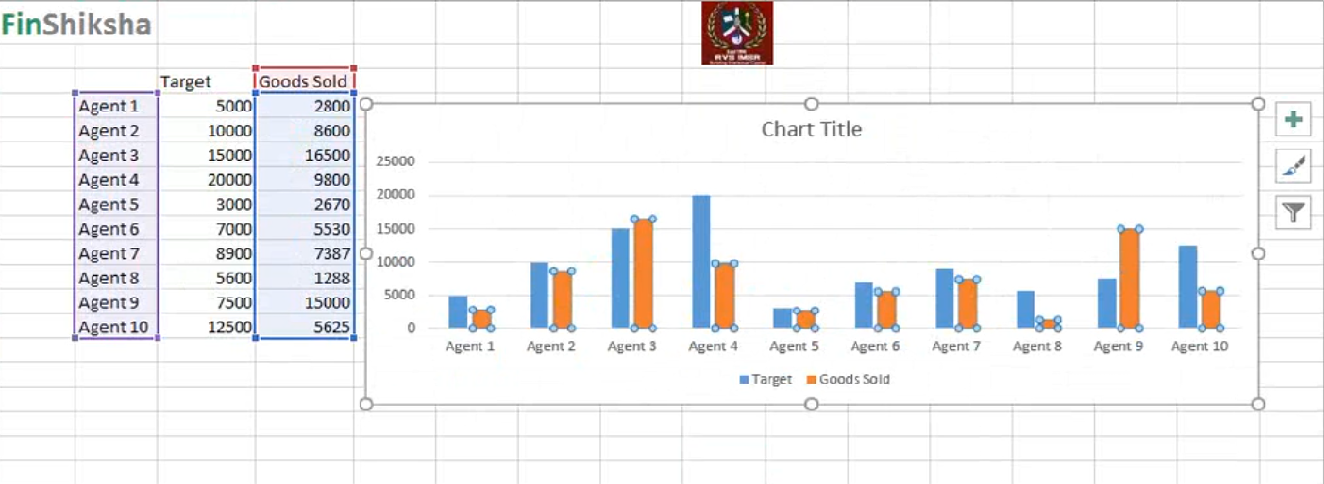 FinShiksha
RVS IMSR
Target Goods Sold
Agent 1 5000 2800
Agent 2 10000 8600
Agent 3 15000 16500
Agent 4 20000 9800
Agent 5 3000 2670
Agent 6 7000 5530
Agent 7 8900 7387
Agent 8 5600 1288
Agent 9 7500 15000
Agent 10 12500 5625
Chart Title
25000
20000
15000
10000
5000
0
Agent 1 Agent 2 Agent 3 Agent 4 Agent 5 Agent 6 Agent 7 Agent 8 Agent 9 Agent 10
Target Goods Sold